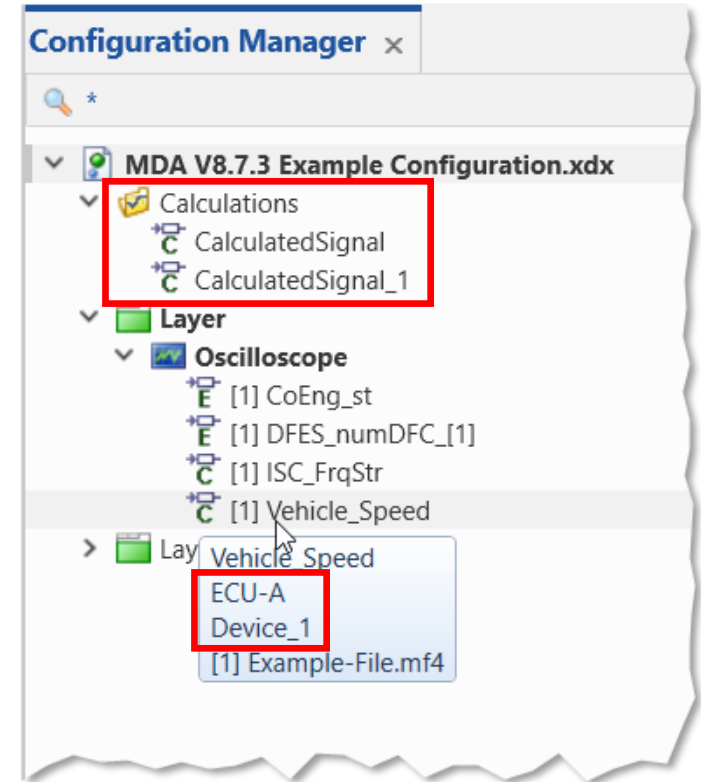 Configuration Manager ×
*
MDA V8.7.3 Example Configuration.xdx
Calculations
C CalculatedSignal
C CalculatedSignal_1
Layer
Oscilloscope
E [1] CoEng_st
E [1] DFES_numDFC_[1]
C [1] ISC_FrqStr
C [1] Vehicle_Speed
Lay
Vehicle_Speed
ECU-A
Device_1
[1] Example-File.mf4